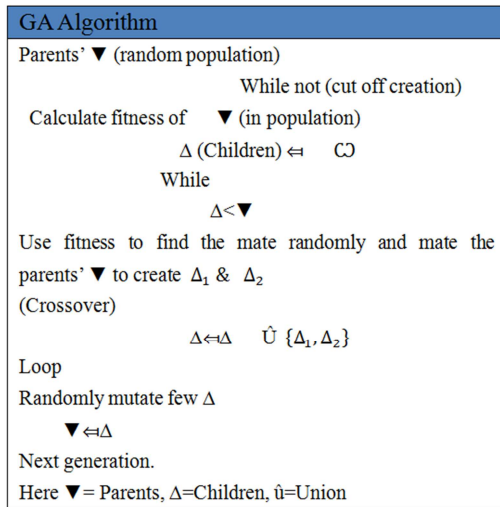 GA Algorithm
Parents’ ▼ (random population)
While not (cut off creation)
Calculate fitness of ▼ (in population)
Δ (Children) ⇐ Ꞷ
While
Δ<▼
Use fitness to find the mate randomly and mate the
parents’ ▼ to create Δ₁ & Δ₂
(Crossover)
Δ⇐Δ Û {Δ₁,Δ₂}
Loop
Randomly mutate few Δ
▼⇐Δ
Next generation.
Here ▼= Parents, Δ=Children, û=Union